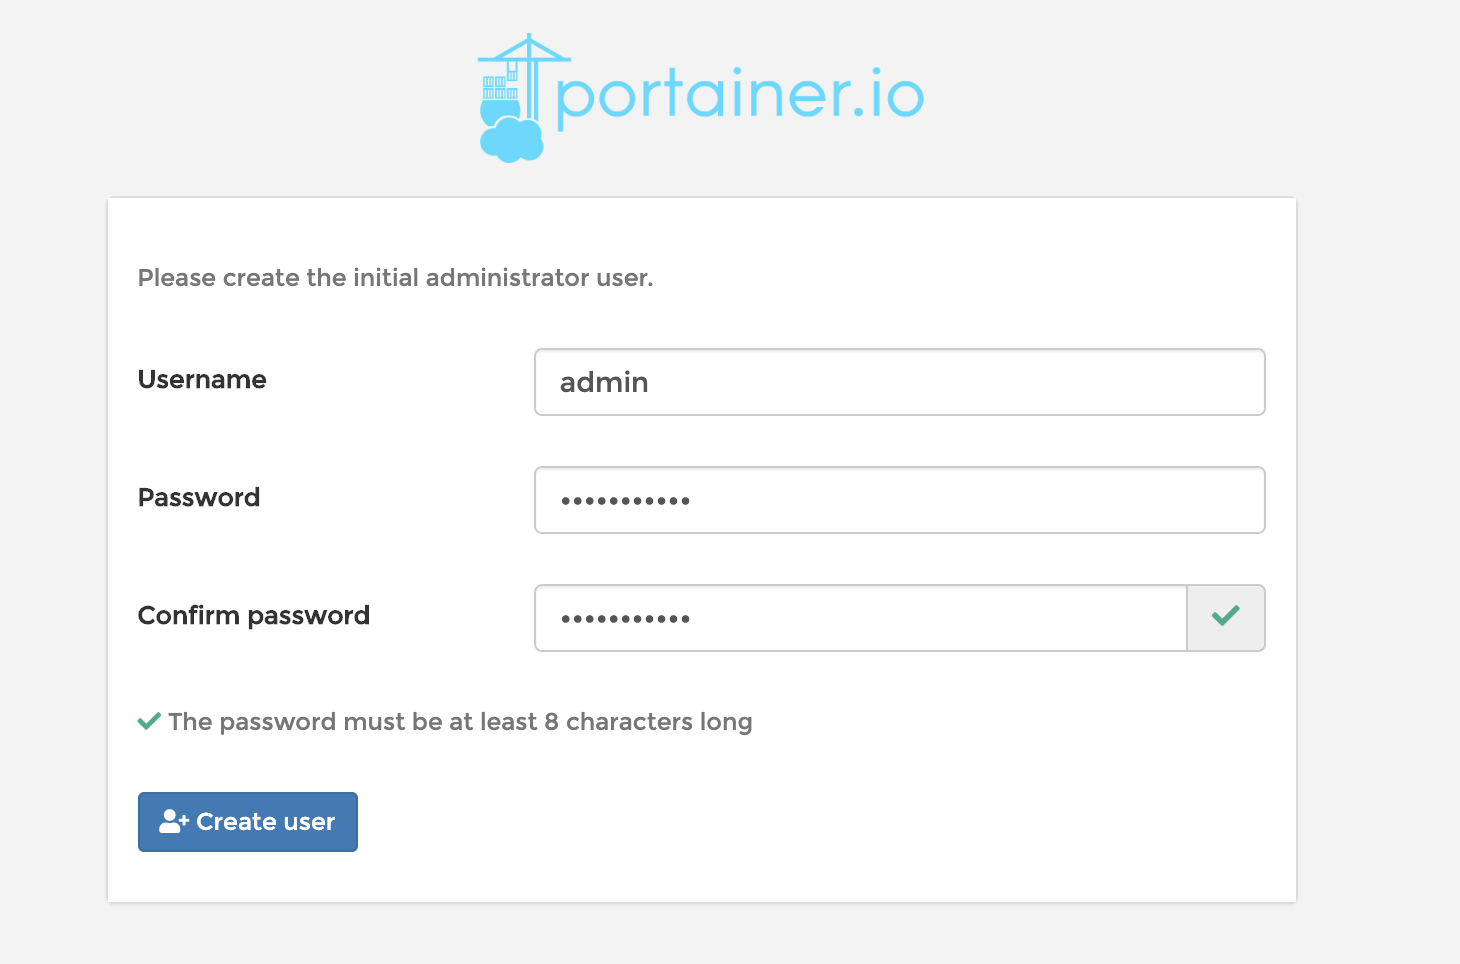 portainer.io
Please create the initial administrator user.
Username
admin
Password
•••••••••••
Confirm password
•••••••••••
The password must be at least 8 characters long
Create user